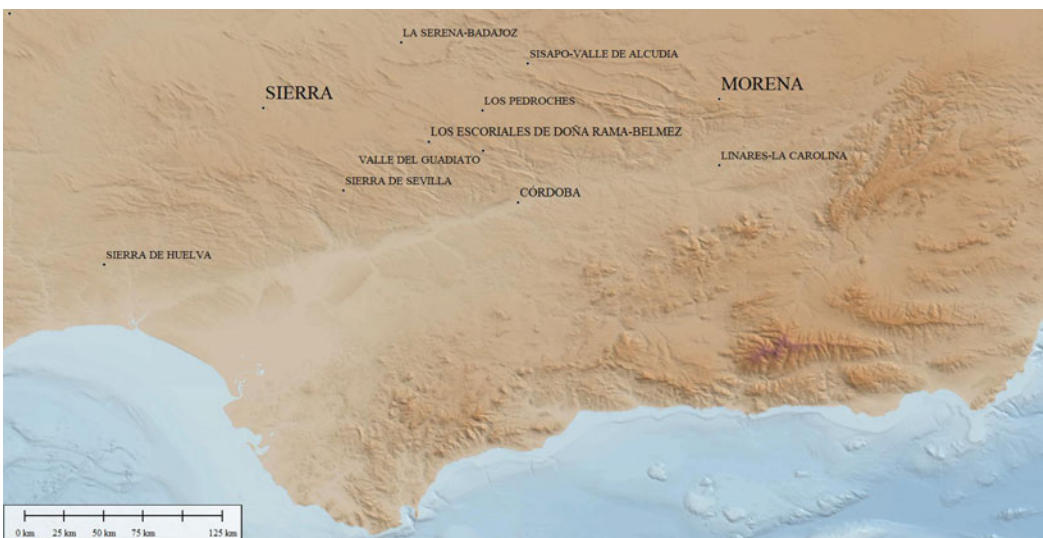 LA SERENA-BADAJOZ
SISAPO-VALLE DE ALCUDIA
SIERRA
MORENA
LOS PEDROCHES
LOS ESCORIALES DE DOÑA RAMA-BELMEZ
VALLE DEL GUADIATO
LINARES-LA CAROLINA
SIERRA DE SEVILLA
CÓRDOBA
SIERRA DE HUELVA
0 km 25 km 50 km 75 km 125 km